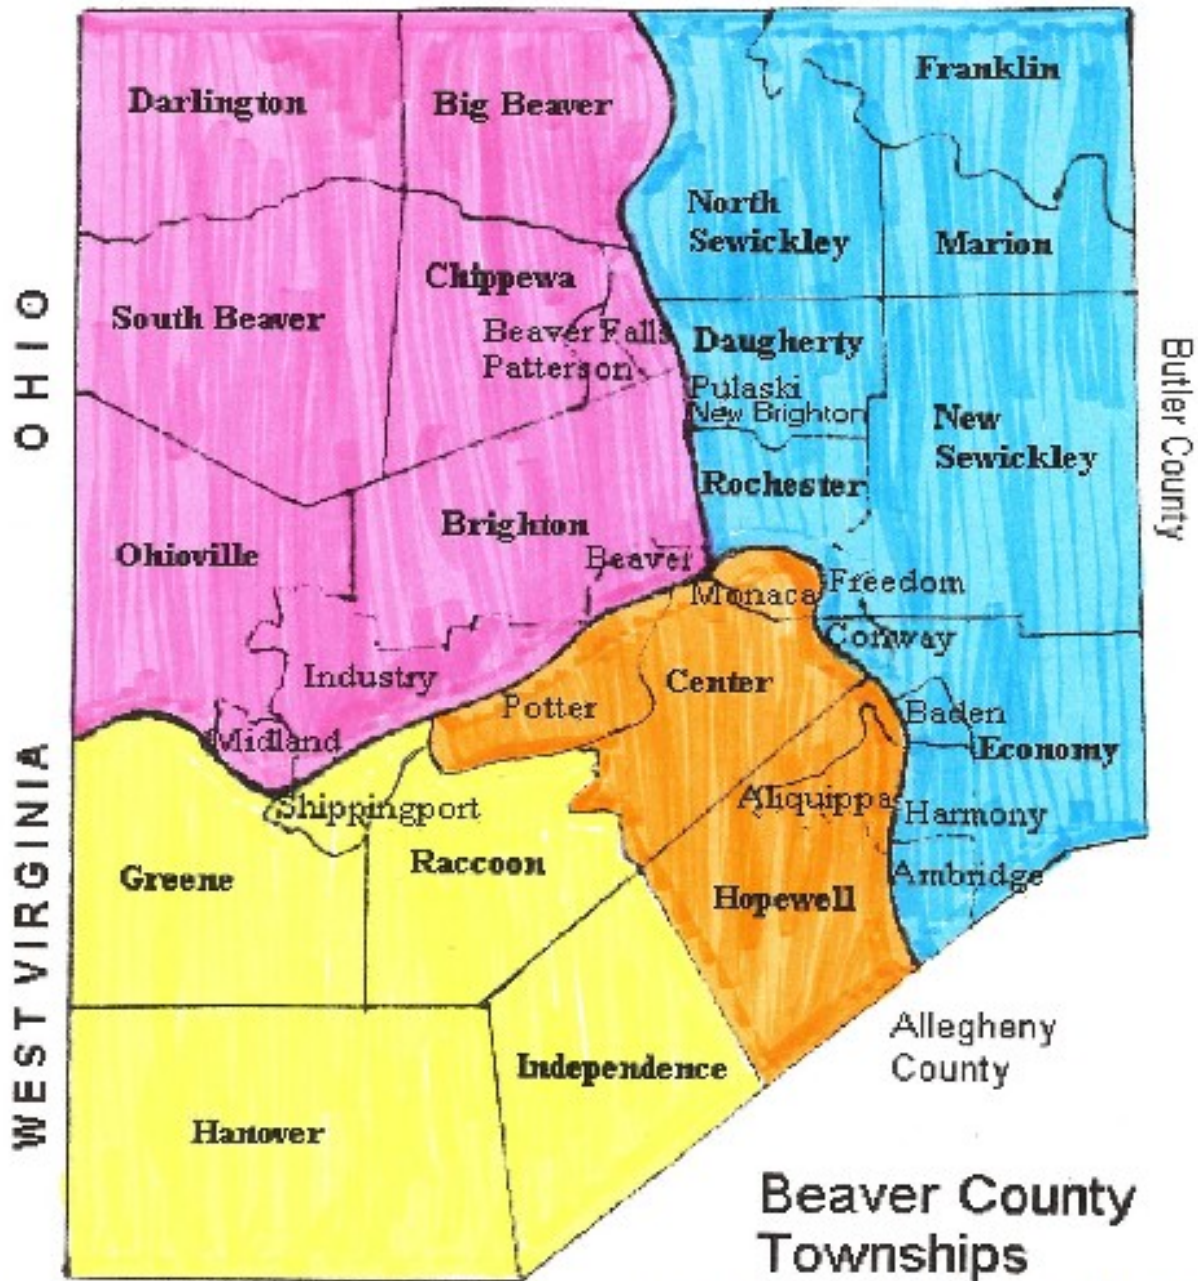 Franklin
Darlington
Big Beaver
North
Sewickley
Marion
Chippewa
South Beaver
OHIO
Beaver Falls
Daugherty
Butler County
Patterson
Pulaski
New Brighton
New
Sewickley
Rochester
Brighton
Ohioville
Beaver
Freedom
Monaca
Conway
Industry
Center
Potter
Baden
Midland
Economy
WEST VIRGINIA
Shippingport
Aliquippa
Harmony
Raccoon
Greene
Ambridge
Hopewell
Allegheny
County
Independence
Hanover
Beaver County
Townships